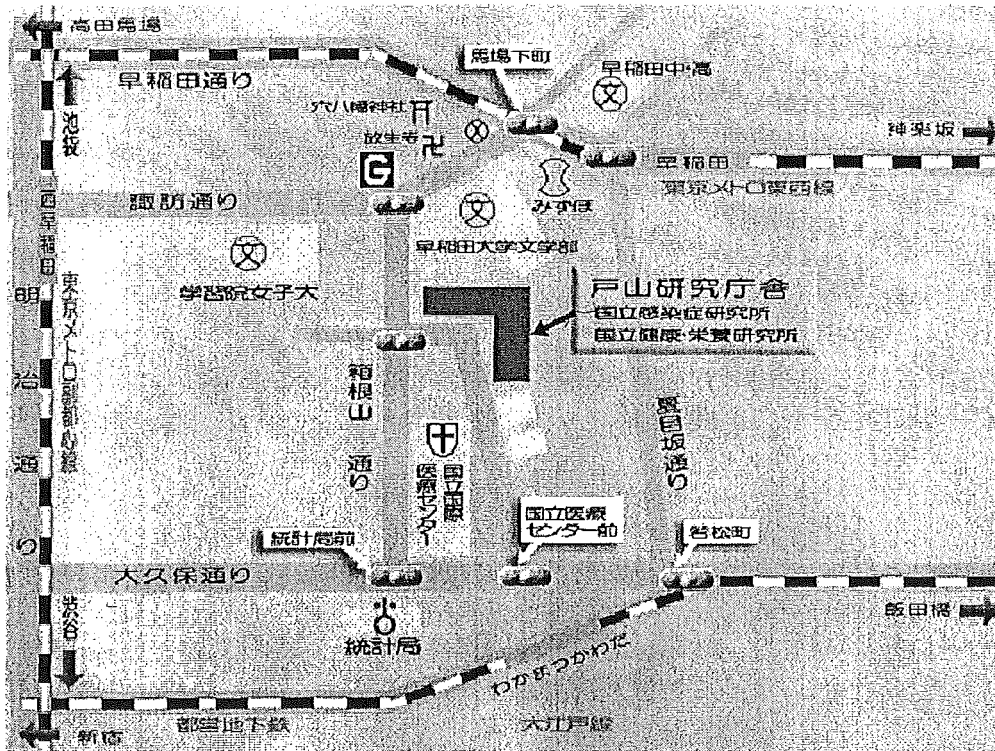 高田馬場
馬場下町
早稲田中・高
早稲田通り
池袋
穴八幡神社
放生寺
神楽坂
G
早稲田
東京メトロ東西線
みずほ
諏訪通り
早稲田大学文学部
西早稲田
学習院女子大
戸山研究庁舎
国立感染症研究所
国立健康・栄養研究所
明治通り
東京メトロ副都心線
箱根山通り
夏目坂通り
国立国際
医療センター
国立医療
センター前
統計局前
若松町
大久保通り
渋谷
飯田橋
統計局
わかまつかわだ
都営地下鉄
大江戸線
新宿